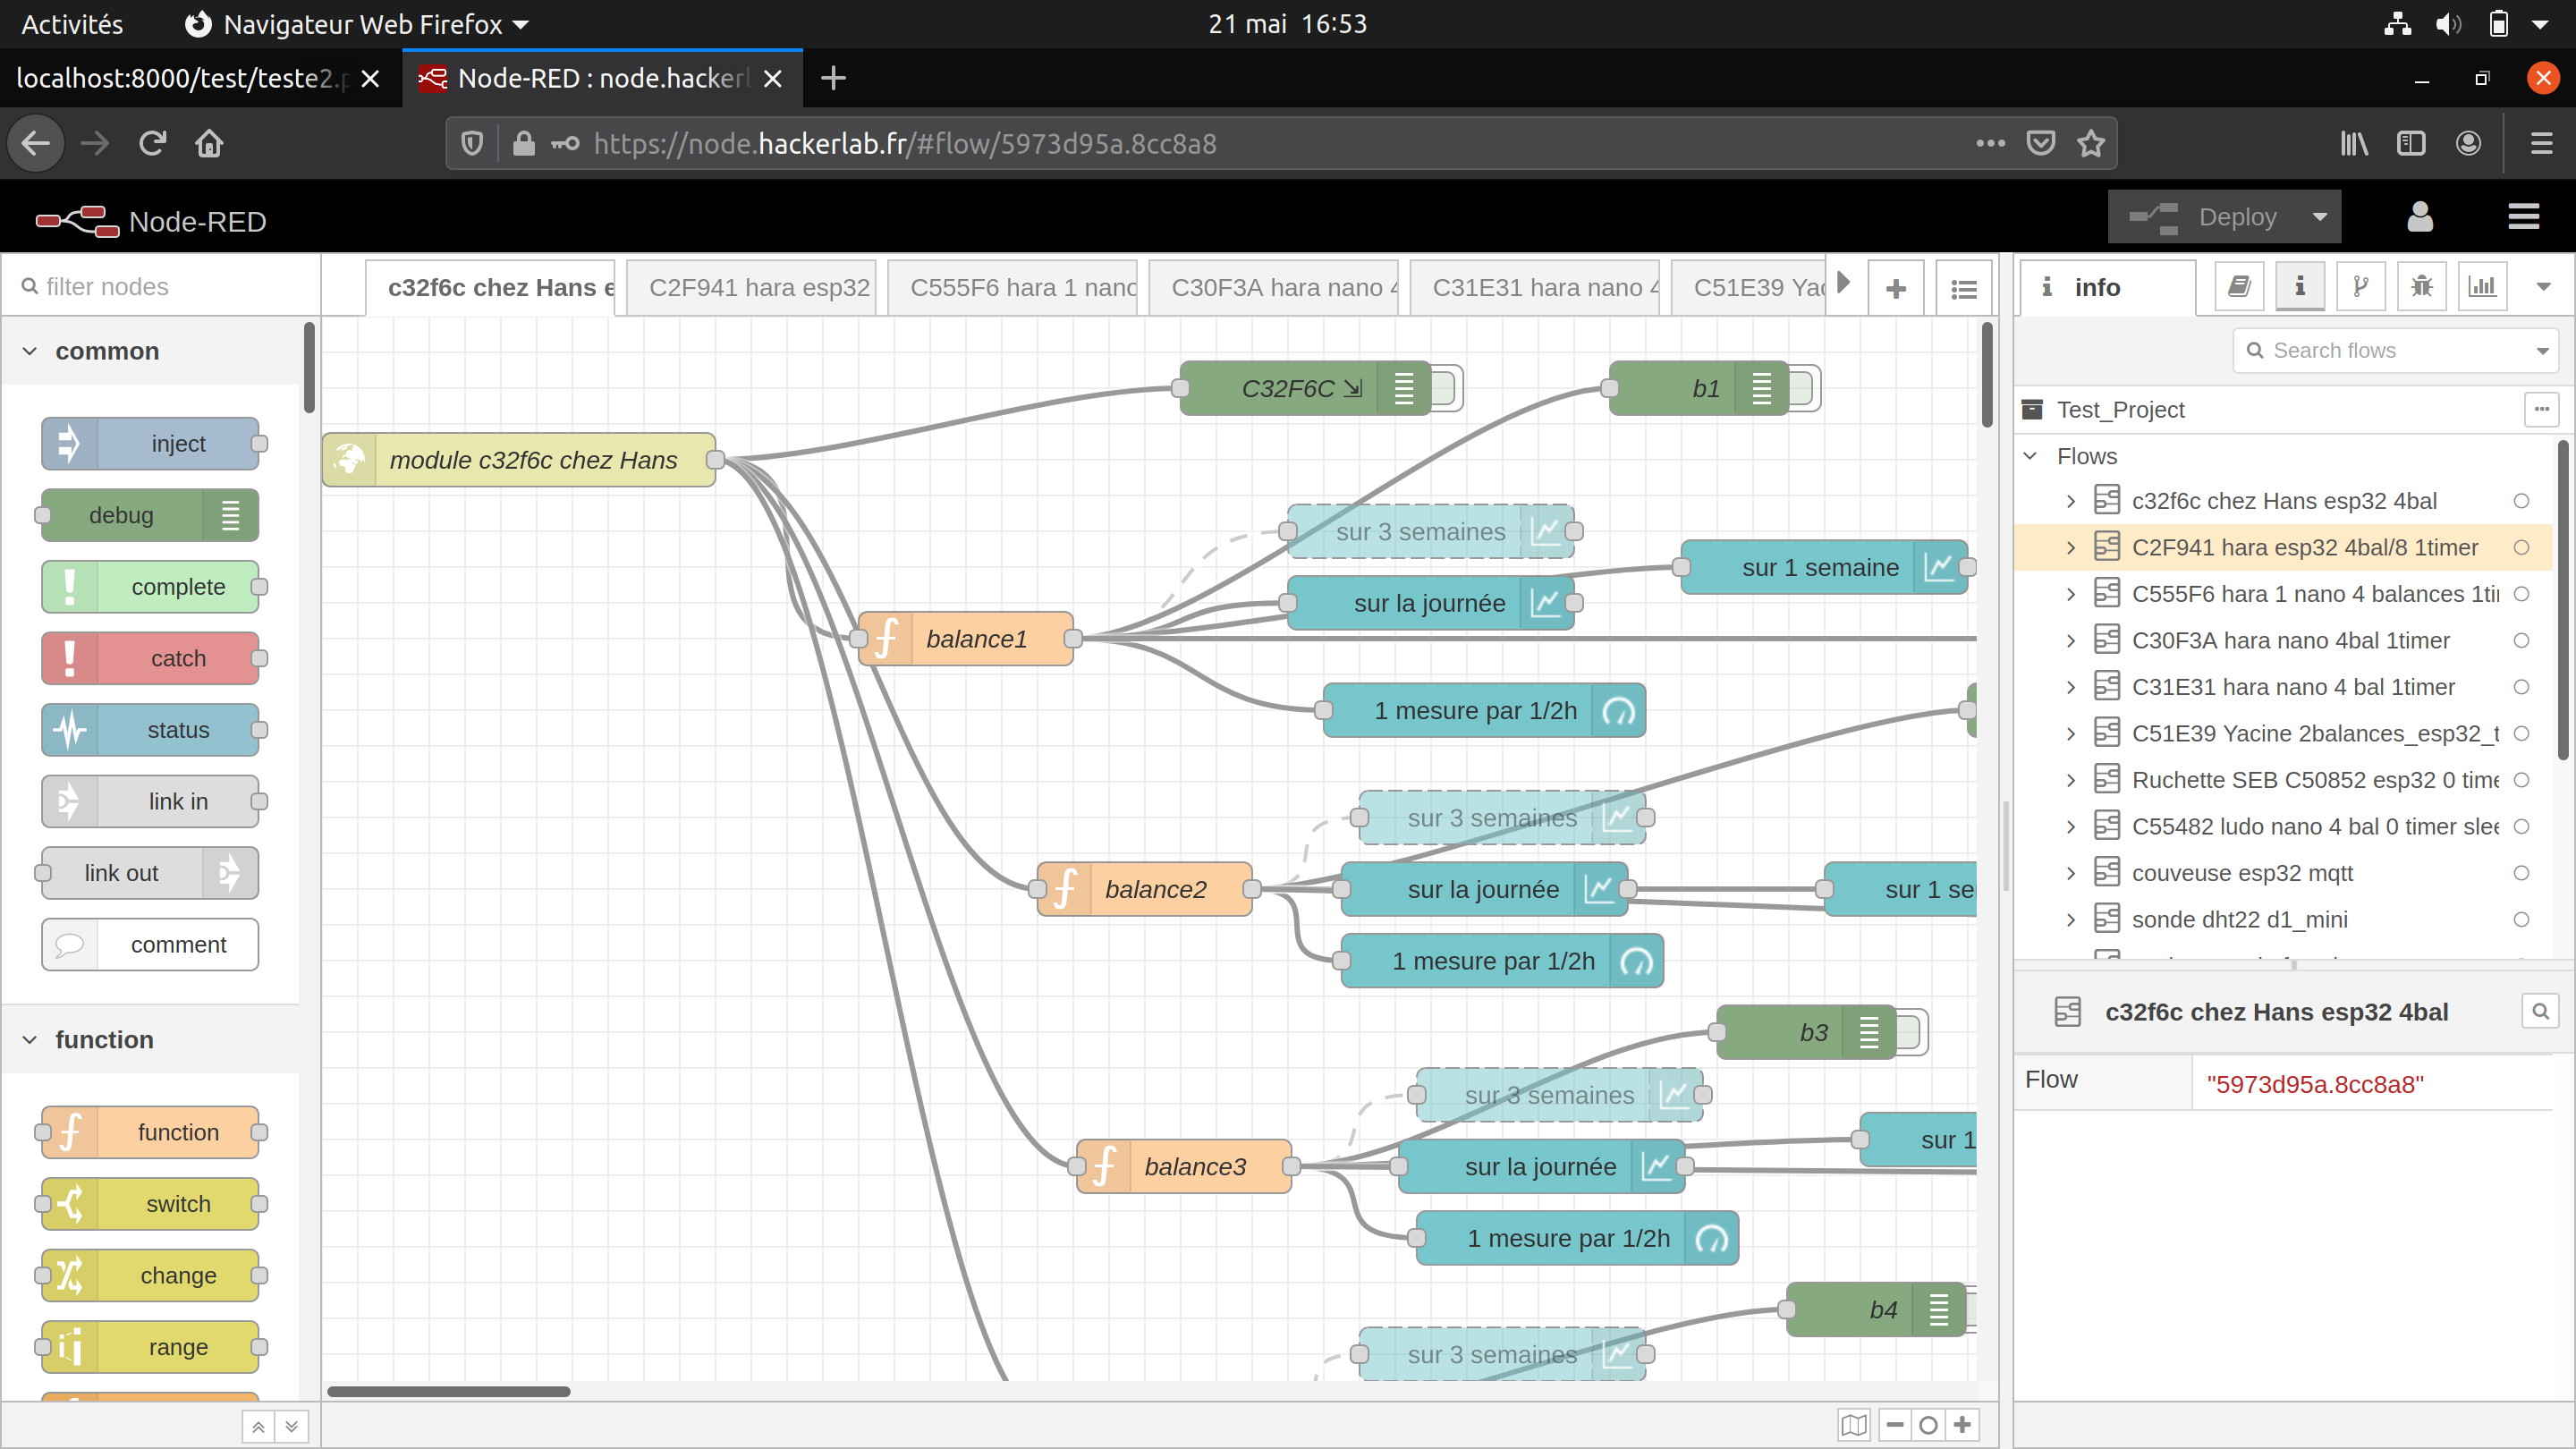 Activités
Navigateur Web Firefox
21 mai 16:53
localhost:8000/test/teste2.p
Node-RED : node.hackerl
https://node.hackerlab.fr/#flow/5973d95a.8cc8a8
Node-RED
Deploy
filter nodes
c32f6c chez Hans e
C2F941 hara esp32
C555F6 hara 1 nano
C30F3A hara nano 4
C31E31 hara nano 4
C51E39 Yac
info
Search flows
common
inject
debug
complete
catch
status
link in
link out
comment
function
function
switch
change
range
C32F6C ⇲
b1
module c32f6c chez Hans
sur 3 semaines
sur 1 semaine
sur la journée
balance1
1 mesure par 1/2h
sur 3 semaines
balance2
sur la journée
sur 1 se
1 mesure par 1/2h
b3
sur 3 semaines
sur 1
balance3
sur la journée
1 mesure par 1/2h
b4
sur 3 semaines
Test_Project
Flows
c32f6c chez Hans esp32 4bal
C2F941 hara esp32 4bal/8 1timer
C555F6 hara 1 nano 4 balances 1ti
C30F3A hara nano 4bal 1timer
C31E31 hara nano 4 bal 1timer
C51E39 Yacine 2balances_esp32_t
Ruchette SEB C50852 esp32 0 time
C55482 ludo nano 4 bal 0 timer slee
couveuse esp32 mqtt
sonde dht22 d1_mini
c32f6c chez Hans esp32 4bal
Flow
"5973d95a.8cc8a8"